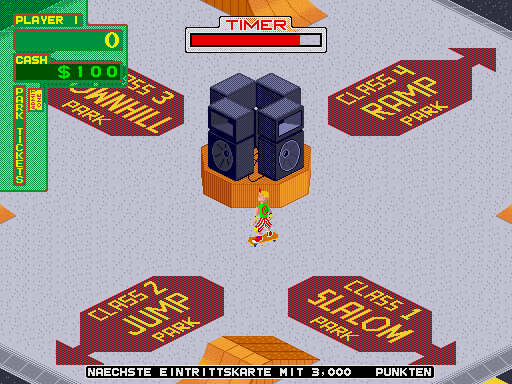 PLAYER 1
0
CASH
$100
PARK TICKETS
TIMER
CLASS 3
DOWNHILL
PARK
CLASS 4
RAMP
PARK
CLASS 2
JUMP
PARK
CLASS 1
SLALOM
PARK
NAECHSTE EINTRITTSKARTE MIT 3,000 PUNKTEN